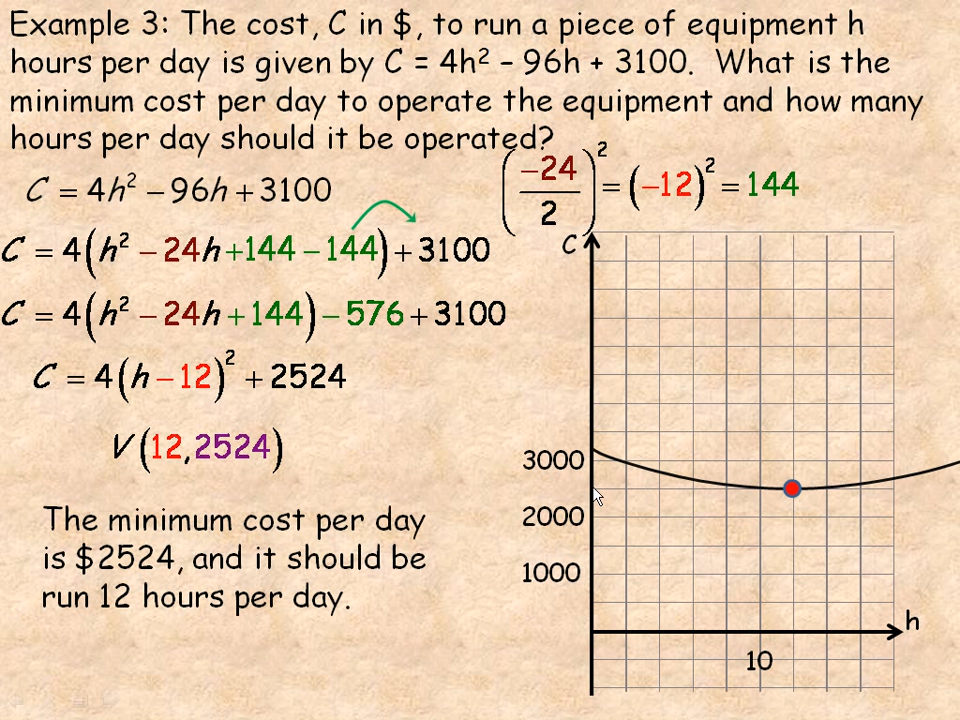 Example 3: The cost, C in $, to run a piece of equipment h
hours per day is given by C = 4h² – 96h + 3100. What is the
minimum cost per day to operate the equipment and how many
hours per day should it be operated?
C = 4h² − 96h + 3100
(−24/2)² = (−12)² = 144
C = 4(h² − 24h +144 − 144) + 3100
C = 4(h² − 24h + 144) − 576 + 3100
C = 4(h − 12)² + 2524
V(12, 2524)
The minimum cost per day
is $2524, and it should be
run 12 hours per day.
C
3000
2000
1000
h
10